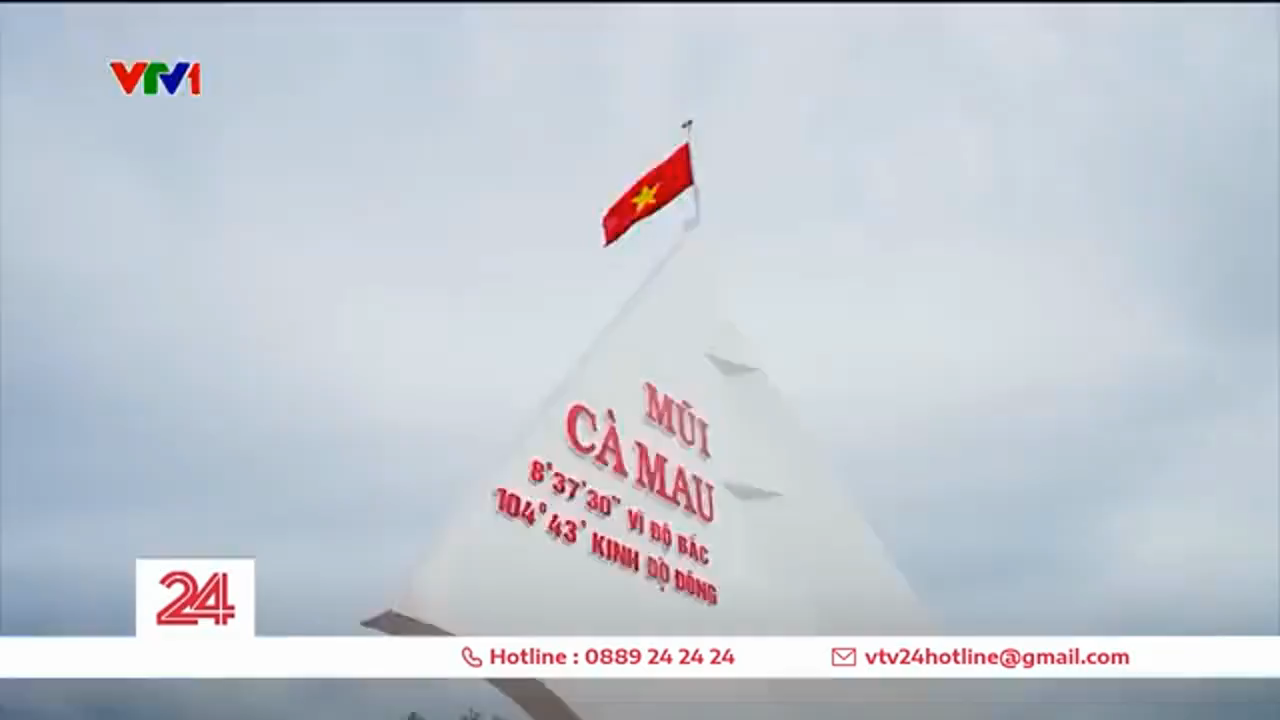 VTV1
MŨI
CÀ MAU
8°37'30" VĨ ĐỘ BẮC
104°43' KINH ĐỘ ĐÔNG
24
Hotline : 0889 24 24 24
vtv24hotline@gmail.com